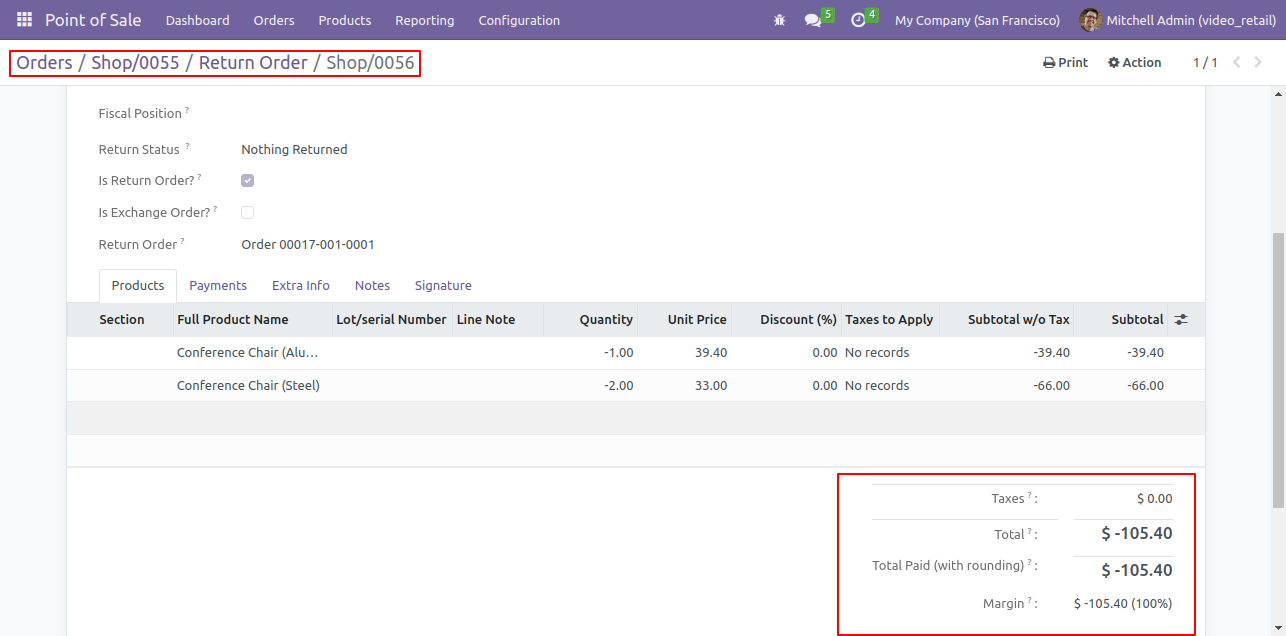 Point of Sale Dashboard Orders Products Reporting Configuration 5 4 My Company (San Francisco) Mitchell Admin (video_retail)
Orders / Shop/0055 / Return Order / Shop/0056 Print Action 1 / 1
Fiscal Position ?
Return Status ? Nothing Returned
Is Return Order? ?
Is Exchange Order? ?
Return Order ? Order 00017-001-0001
Products Payments Extra Info Notes Signature
Section Full Product Name Lot/serial Number Line Note Quantity Unit Price Discount (%) Taxes to Apply Subtotal w/o Tax Subtotal
Conference Chair (Alu… -1.00 39.40 0.00 No records -39.40 -39.40
Conference Chair (Steel) -2.00 33.00 0.00 No records -66.00 -66.00
Taxes ? : $ 0.00
Total ? : $ -105.40
Total Paid (with rounding) ? : $ -105.40
Margin ? : $ -105.40 (100%)